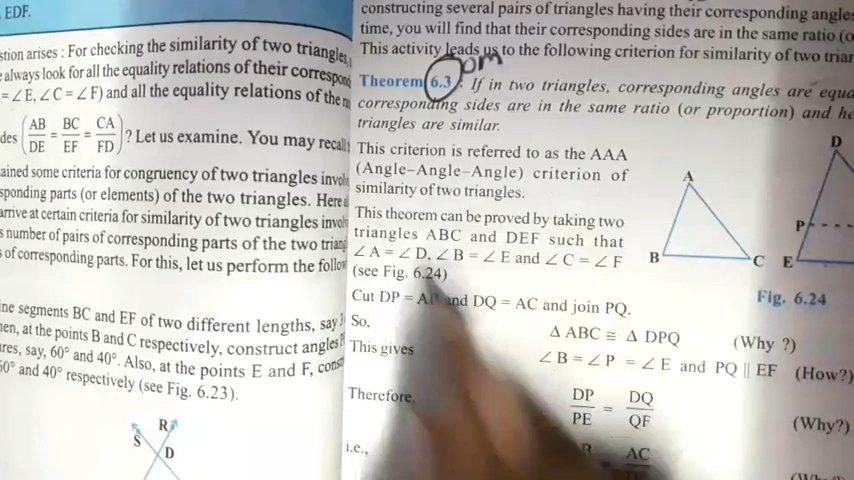 EDF.
stion arises : For checking the similarity of two triangles,
always look for all the equality relations of their correspon
= ∠E, ∠C = ∠F) and all the equality relations of the
des (AB/DE = BC/EF = CA/FD) ? Let us examine. You may recall
ained some criteria for congruency of two triangles involv
sponding parts (or elements) of the two triangles. Here
arrive at certain criteria for similarity of two triangles invol
s number of pairs of corresponding parts of the two trian
s of corresponding parts. For this, let us perform the follow
ine segments BC and EF of two different lengths, say 3
hen, at the points B and C respectively, construct angles
res, say, 60° and 40°. Also, at the points E and F, cons
60° and 40° respectively (see Fig. 6.23).
R
S
D
constructing several pairs of triangles having their corresponding angles
time, you will find that their corresponding sides are in the same ratio (o
This activity leads us to the following criterion for similarity of two trian
pm
Theorem 6.3 : If in two triangles, corresponding angles are equa
corresponding sides are in the same ratio (or proportion) and he
triangles are similar.
This criterion is referred to as the AAA
(Angle–Angle–Angle) criterion of
similarity of two triangles.
This theorem can be proved by taking two
triangles ABC and DEF such that
∠ A = ∠ D, ∠ B = ∠ E and ∠ C = ∠ F
(see Fig. 6.24)
A
B
C
D
P
E
Fig. 6.24
Cut DP = AB and DQ = AC and join PQ.
So, Δ ABC ≅ Δ DPQ (Why ?)
This gives ∠ B = ∠ P = ∠ E and PQ || EF (How?)
Therefore, DP/PE = DQ/QF (Why?)
i.e., AC